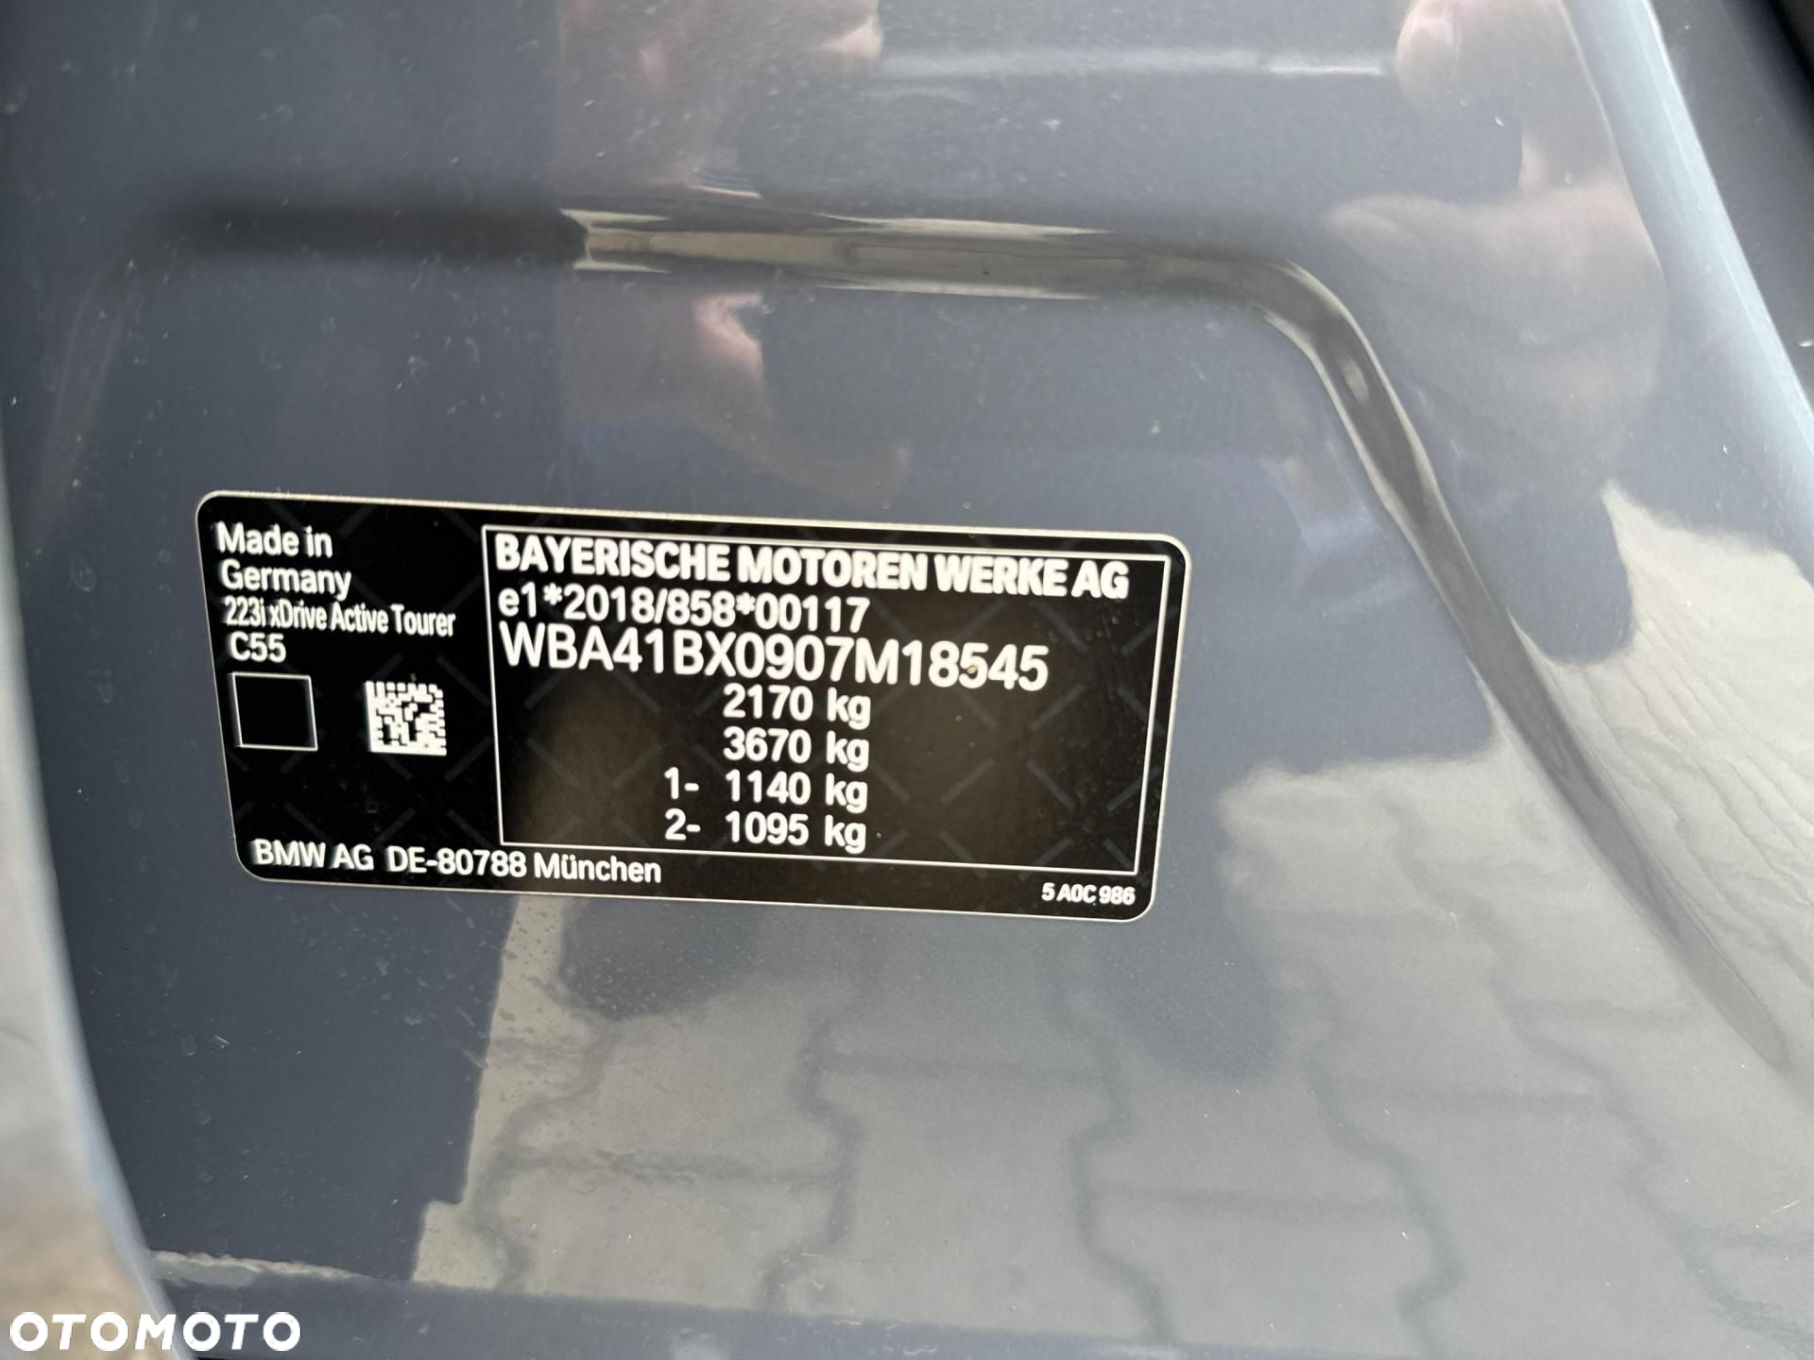 Made in
Germany
223i xDrive Active Tourer
C55
BAYERISCHE MOTOREN WERKE AG
e1*2018/858*00117
WBA41BX0907M18545
2170 kg
3670 kg
1- 1140 kg
2- 1095 kg
BMW AG DE-80788 München
5 A0C 986
OTOMOTO